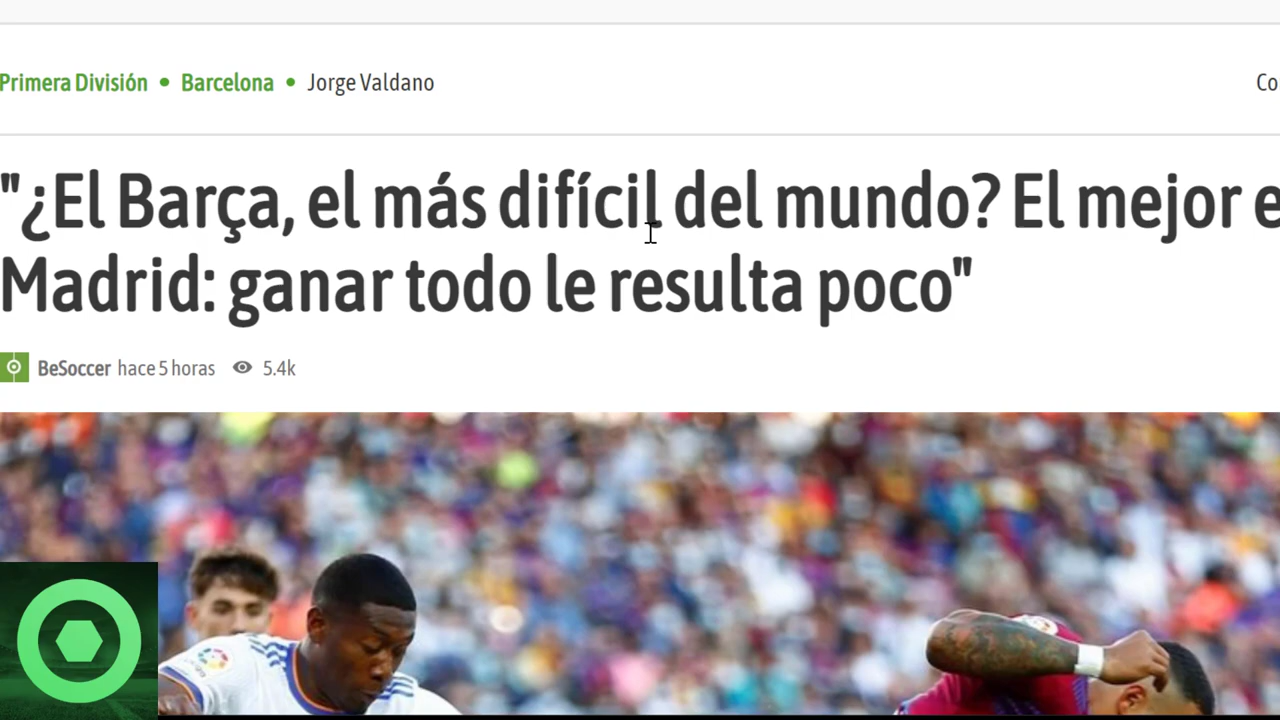 Primera División • Barcelona • Jorge Valdano
Co
"¿El Barça, el más difícil del mundo? El mejor e
Madrid: ganar todo le resulta poco"
BeSoccer hace 5 horas 5.4k